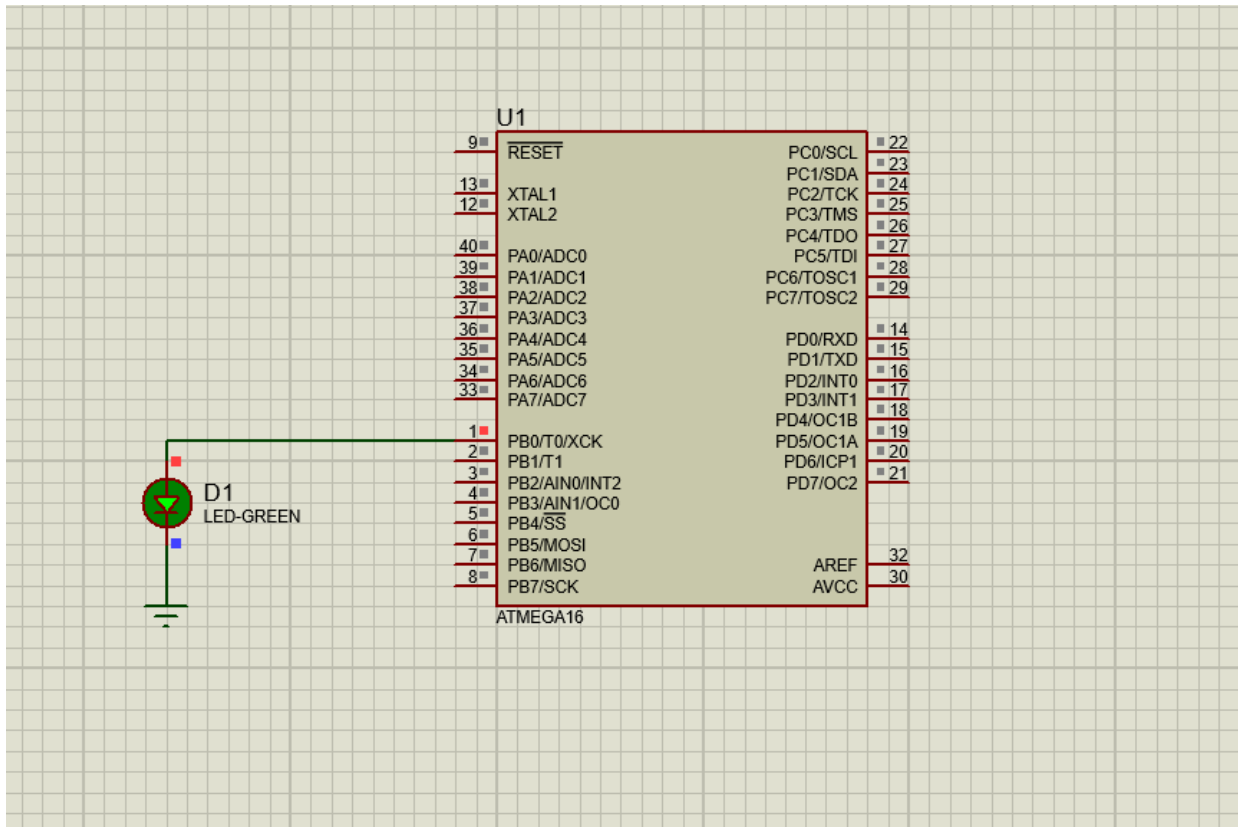 U1
9 RESET
13 XTAL1
12 XTAL2
40 PA0/ADC0
39 PA1/ADC1
38 PA2/ADC2
37 PA3/ADC3
36 PA4/ADC4
35 PA5/ADC5
34 PA6/ADC6
33 PA7/ADC7
1 PB0/T0/XCK
2 PB1/T1
3 PB2/AIN0/INT2
4 PB3/AIN1/OC0
5 PB4/SS
6 PB5/MOSI
7 PB6/MISO
8 PB7/SCK
PC0/SCL 22
PC1/SDA 23
PC2/TCK 24
PC3/TMS 25
PC4/TDO 26
PC5/TDI 27
PC6/TOSC1 28
PC7/TOSC2 29
PD0/RXD 14
PD1/TXD 15
PD2/INT0 16
PD3/INT1 17
PD4/OC1B 18
PD5/OC1A 19
PD6/ICP1 20
PD7/OC2 21
AREF 32
AVCC 30
ATMEGA16
D1
LED-GREEN